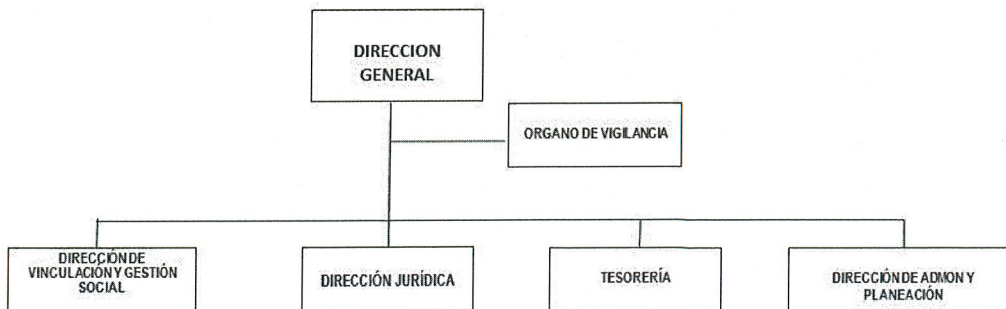 DIRECCION
GENERAL
ORGANO DE VIGILANCIA
DIRECCIÓN DE
VINCULACIÓN Y GESTIÓN
SOCIAL
DIRECCIÓN JURÍDICA
TESORERÍA
DIRECCIÓN DE ADMON Y
PLANEACIÓN